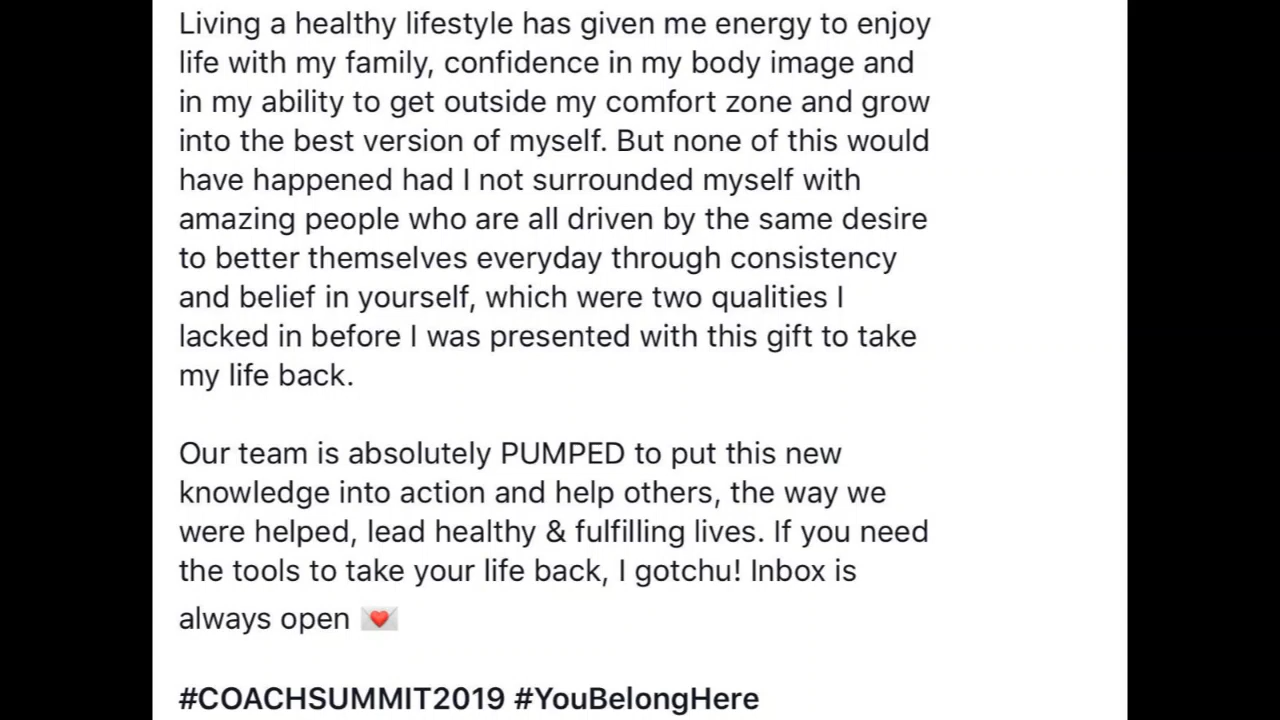 Living a healthy lifestyle has given me energy to enjoy
life with my family, confidence in my body image and
in my ability to get outside my comfort zone and grow
into the best version of myself. But none of this would
have happened had I not surrounded myself with
amazing people who are all driven by the same desire
to better themselves everyday through consistency
and belief in yourself, which were two qualities I
lacked in before I was presented with this gift to take
my life back.
Our team is absolutely PUMPED to put this new
knowledge into action and help others, the way we
were helped, lead healthy & fulfilling lives. If you need
the tools to take your life back, I gotchu! Inbox is
always open 💌
#COACHSUMMIT2019 #YouBelongHere